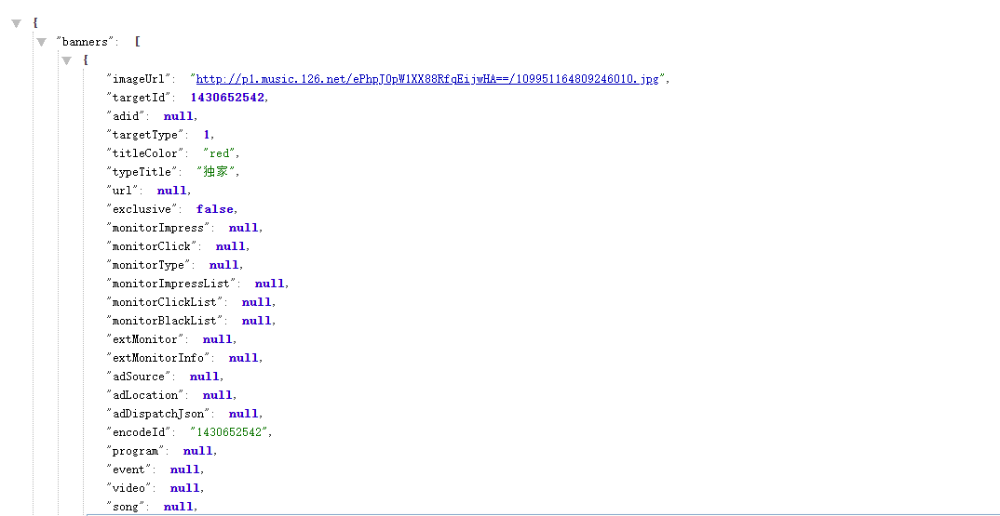 {
"banners": [
{
"imageUrl": "http://p1.music.126.net/ePhpJOpW1XX88RfqEijwHA==/109951164809246010.jpg",
"targetId": 1430652542,
"adid": null,
"targetType": 1,
"titleColor": "red",
"typeTitle": "独家",
"url": null,
"exclusive": false,
"monitorImpress": null,
"monitorClick": null,
"monitorType": null,
"monitorImpressList": null,
"monitorClickList": null,
"monitorBlackList": null,
"extMonitor": null,
"extMonitorInfo": null,
"adSource": null,
"adLocation": null,
"adDispatchJson": null,
"encodeId": "1430652542",
"program": null,
"event": null,
"video": null,
"song": null,